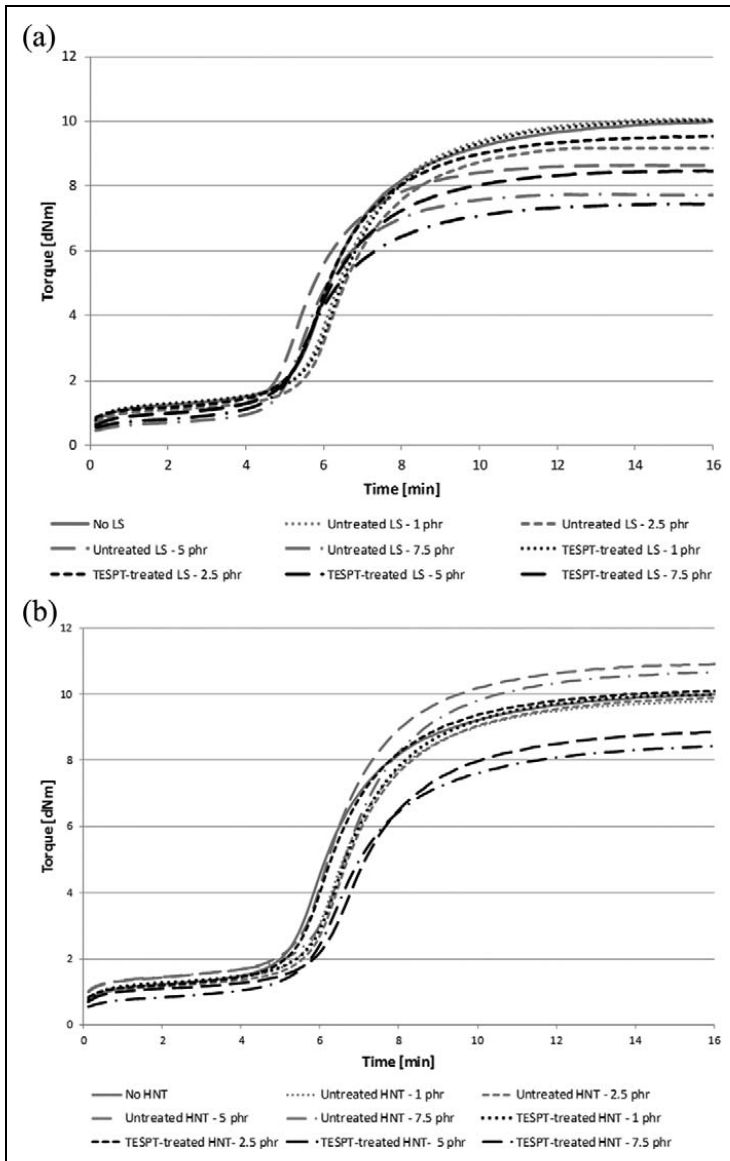 (a)
12
10
8
6
4
2
0
Torque [dNm]
0 2 4 6 8 10 12 14 16
Time [min]
No LS Untreated LS - 1 phr Untreated LS - 2.5 phr
Untreated LS - 5 phr Untreated LS - 7.5 phr TESPT-treated LS - 1 phr
TESPT-treated LS - 2.5 phr TESPT-treated LS - 5 phr TESPT-treated LS - 7.5 phr
(b)
12
10
8
6
4
2
0
Torque [dNm]
0 2 4 6 8 10 12 14 16
Time [min]
No HNT Untreated HNT - 1 phr Untreated HNT - 2.5 phr
Untreated HNT - 5 phr Untreated HNT - 7.5 phr TESPT-treated HNT - 1 phr
TESPT-treated HNT- 2.5 phr TESPT-treated HNT- 5 phr TESPT-treated HNT - 7.5 phr